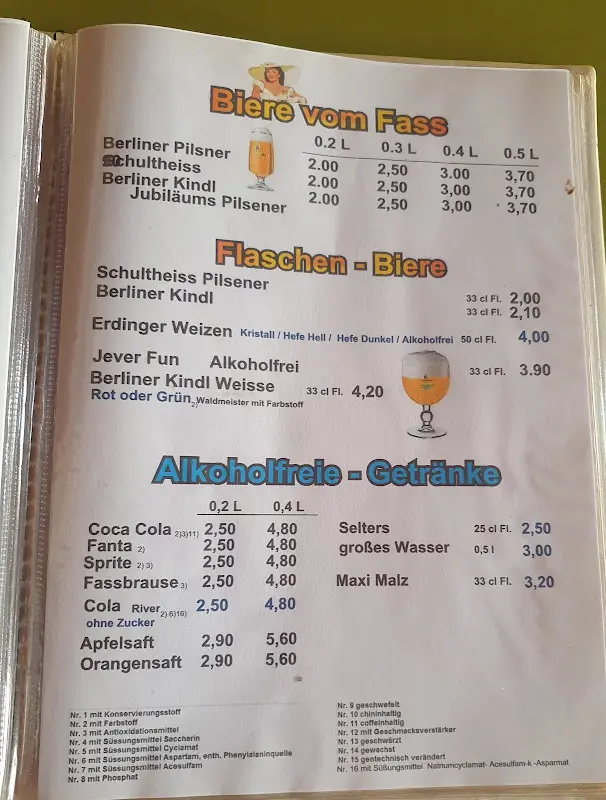 Biere vom Fass
0.2 L 0.3 L 0.4 L 0.5 L
Berliner Pilsner 2.00 2,50 3.00 3,70
Schultheiss 2.00 2,50 3,00 3,70
Berliner Kindl
Jubiläums Pilsener 2.00 2,50 3,00 3,70
Flaschen - Biere
Schultheiss Pilsener 33 cl Fl. 2,00
Berliner Kindl 33 cl Fl. 2,10
Erdinger Weizen Kristall / Hefe Hell / Hefe Dunkel / Alkoholfrei 50 cl Fl. 4,00
Jever Fun Alkoholfrei 33 cl Fl. 3.90
Berliner Kindl Weisse 33 cl Fl. 4,20
Rot oder Grün 2) Waldmeister mit Farbstoff
Alkoholfreie - Getränke
0,2 L 0,4 L
Coca Cola 2)3)11) 2,50 4,80
Fanta 2) 2,50 4,80
Sprite 2) 3) 2,50 4,80
Fassbrause 3) 2,50 4,80
Cola River 2) 6)16) 2,50 4,80
ohne Zucker
Apfelsaft 2,90 5,60
Orangensaft 2,90 5,60
Selters 25 cl Fl. 2,50
großes Wasser 0,5 l 3,00
Maxi Malz 33 cl Fl. 3,20
Nr. 1 mit Konservierungsstoff
Nr. 2 mit Farbstoff
Nr. 3 mit Antioxidationsmittel
Nr. 4 mit Süssungsmittel Saccharin
Nr. 5 mit Süssungsmittel Cyclamat
Nr. 6 mit Süssungsmittel Aspartam, enth. Phenylalaninquelle
Nr. 7 mit Süssungsmittel Acesulfam
Nr. 8 mit Phosphat
Nr. 9 geschwefelt
Nr. 10 chininhaltig
Nr. 11 coffeinhaltig
Nr. 12 mit Geschmacksverstärker
Nr. 13 geschwärzt
Nr. 14 gewachst
Nr. 15 gentechnisch verändert
Nr. 16 mit Süßungsmittel Natnumcyclamat- Acesulfam-k -Asparmat